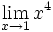 lim x→1 x⁴